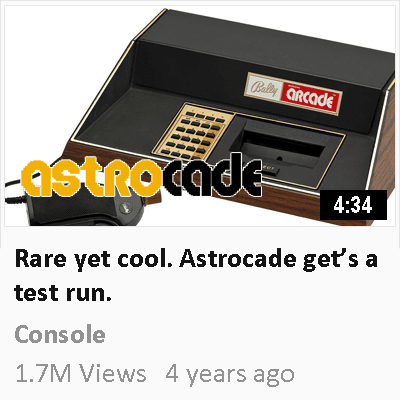 Bally ARCADE
astrocade
4:34
Rare yet cool. Astrocade get’s a
test run.
Console
1.7M Views 4 years ago